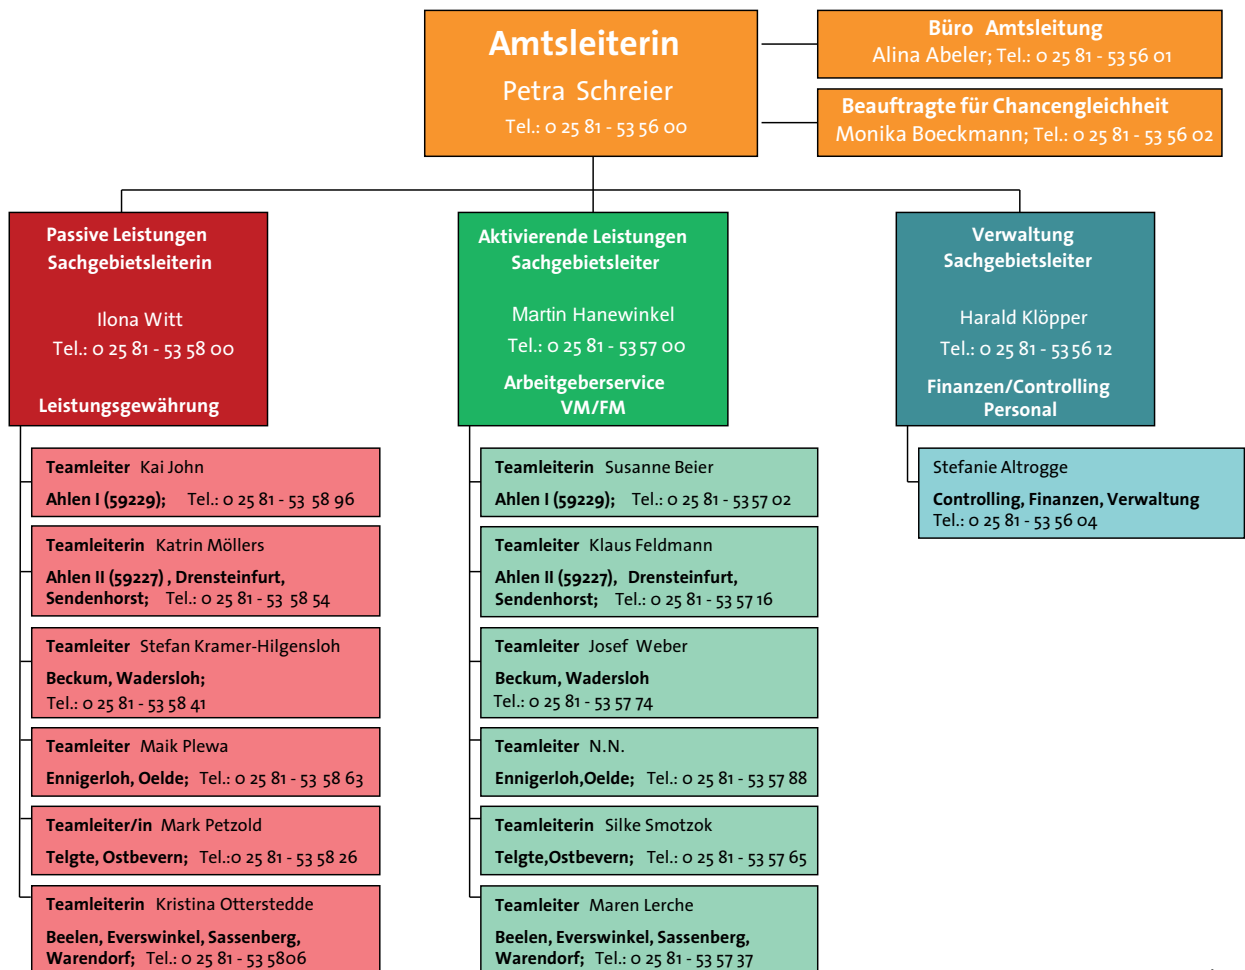 Amtsleiterin
Petra Schreier
Tel.: 0 25 81 - 53 56 00
Büro Amtsleitung
Alina Abeler; Tel.: 0 25 81 - 53 56 01
Beauftragte für Chancengleichheit
Monika Boeckmann; Tel.: 0 25 81 - 53 56 02
Passive Leistungen
Sachgebietsleiterin
Ilona Witt
Tel.: 0 25 81 - 53 58 00
Leistungsgewährung
Teamleiter Kai John
Ahlen I (59229); Tel.: 0 25 81 - 53 58 96
Teamleiterin Katrin Möllers
Ahlen II (59227) , Drensteinfurt,
Sendenhorst; Tel.: 0 25 81 - 53 58 54
Teamleiter Stefan Kramer-Hilgensloh
Beckum, Wadersloh;
Tel.: 0 25 81 - 53 58 41
Teamleiter Maik Plewa
Ennigerloh, Oelde; Tel.: 0 25 81 - 53 58 63
Teamleiter/in Mark Petzold
Telgte, Ostbevern; Tel.:0 25 81 - 53 58 26
Teamleiterin Kristina Otterstedde
Beelen, Everswinkel, Sassenberg,
Warendorf; Tel.: 0 25 81 - 53 5806
Aktivierende Leistungen
Sachgebietsleiter
Martin Hanewinkel
Tel.: 0 25 81 - 53 57 00
Arbeitgeberservice
VM/FM
Teamleiterin Susanne Beier
Ahlen I (59229); Tel.: 0 25 81 - 53 57 02
Teamleiter Klaus Feldmann
Ahlen II (59227), Drensteinfurt,
Sendenhorst; Tel.: 0 25 81 - 53 57 16
Teamleiter Josef Weber
Beckum, Wadersloh
Tel.: 0 25 81 - 53 57 74
Teamleiter N.N.
Ennigerloh,Oelde; Tel.: 0 25 81 - 53 57 88
Teamleiterin Silke Smotzok
Telgte,Ostbevern; Tel.: 0 25 81 - 53 57 65
Teamleiter Maren Lerche
Beelen, Everswinkel, Sassenberg,
Warendorf; Tel.: 0 25 81 - 53 57 37
Verwaltung
Sachgebietsleiter
Harald Klöpper
Tel.: 0 25 81 - 53 56 12
Finanzen/Controlling
Personal
Stefanie Altrogge
Controlling, Finanzen, Verwaltung
Tel.: 0 25 81 - 53 56 04